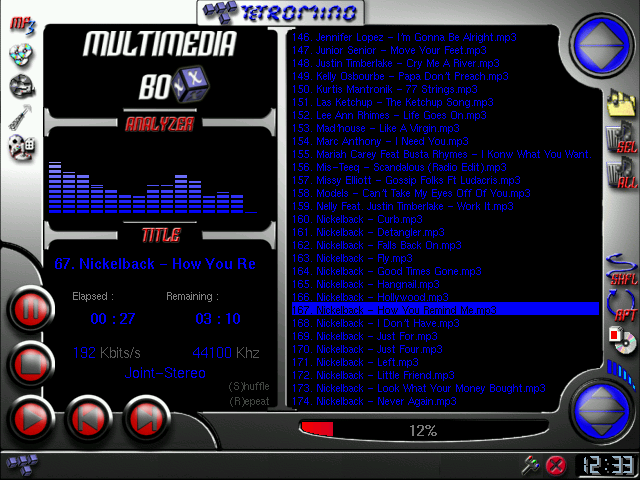 MP3
TETROMINO
MULTIMEDIA
BOX
ANALYZER
TITLE
67. Nickelback - How You Re
Elapsed :
Remaining :
00 : 27
03 : 10
192 Kbits/s
44100 Khz
Joint-Stereo
(S)huffle
(R)epeat
146. Jennifer Lopez - I'm Gonna Be Alright.mp3
147. Junior Senior - Move Your Feet.mp3
148. Justin Timberlake - Cry Me A River.mp3
149. Kelly Osbourne - Papa Don't Preach.mp3
150. Kurtis Mantronik - 77 Strings.mp3
151. Las Ketchup - The Ketchup Song.mp3
152. Lee Ann Rhimes - Life Goes On.mp3
153. Mad'house - Like A Virgin.mp3
154. Marc Anthony - I Need You.mp3
155. Mariah Carey Feat Busta Rhymes - I Know What You Want
156. Mis-Teeq - Scandalous (Radio Edit).mp3
157. Missy Elliott - Gossip Folks Ft Ludacris.mp3
158. Models - Can't Take My Eyes Off Of You.mp3
159. Nelly Feat. Justin Timberlake - Work It.mp3
160. Nickelback - Curb.mp3
161. Nickelback - Detangler.mp3
162. Nickelback - Falls Back On.mp3
163. Nickelback - Fly.mp3
164. Nickelback - Good Times Gone.mp3
165. Nickelback - Hangnail.mp3
166. Nickelback - Hollywood.mp3
167. Nickelback - How You Remind Me.mp3
168. Nickelback - I Don't Have.mp3
169. Nickelback - Just For.mp3
170. Nickelback - Just Four.mp3
171. Nickelback - Left.mp3
172. Nickelback - Little Friend.mp3
173. Nickelback - Look What Your Money Bought.mp3
174. Nickelback - Never Again.mp3
SEL
ALL
SHFL
RPT
12%
12:33